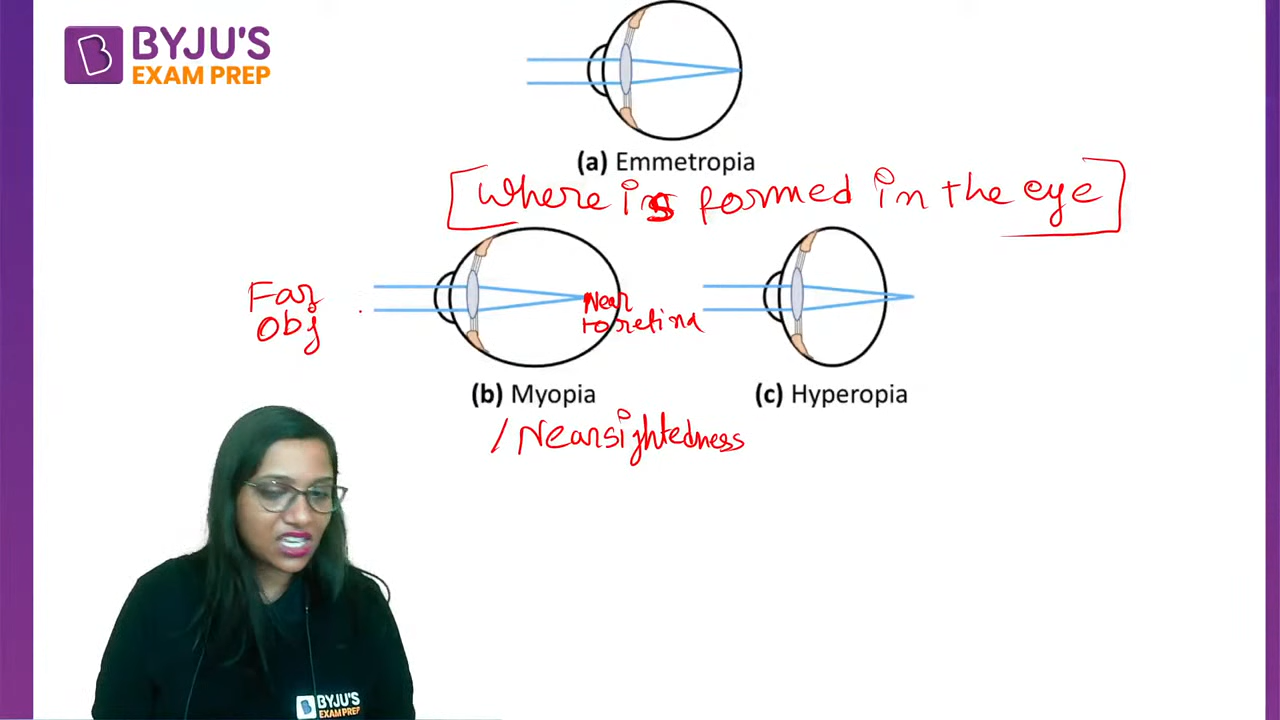 BYJU'S
EXAM PREP
(a) Emmetropia
[Where is formed in the eye]
Far
Obj
Near
to retina
(b) Myopia
(c) Hyperopia
/Nearsightedness
BYJU'S
EXAM PREP